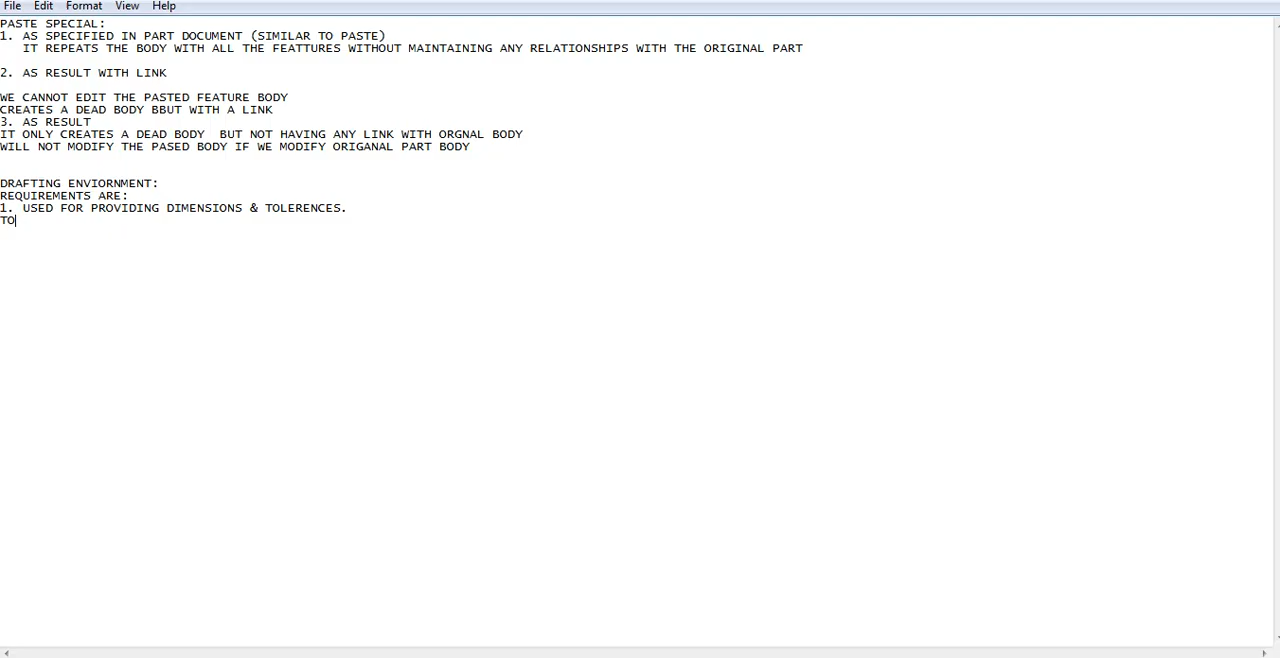 File Edit Format View Help
PASTE SPECIAL:
1. AS SPECIFIED IN PART DOCUMENT (SIMILAR TO PASTE)
IT REPEATS THE BODY WITH ALL THE FEATTURES WITHOUT MAINTAINING ANY RELATIONSHIPS WITH THE ORIGINAL PART
2. AS RESULT WITH LINK
WE CANNOT EDIT THE PASTED FEATURE BODY
CREATES A DEAD BODY BBUT WITH A LINK
3. AS RESULT
IT ONLY CREATES A DEAD BODY  BUT NOT HAVING ANY LINK WITH ORGNAL BODY
WILL NOT MODIFY THE PASED BODY IF WE MODIFY ORIGANAL PART BODY
DRAFTING ENVIORNMENT:
REQUIREMENTS ARE:
1. USED FOR PROVIDING DIMENSIONS & TOLERENCES.
TO